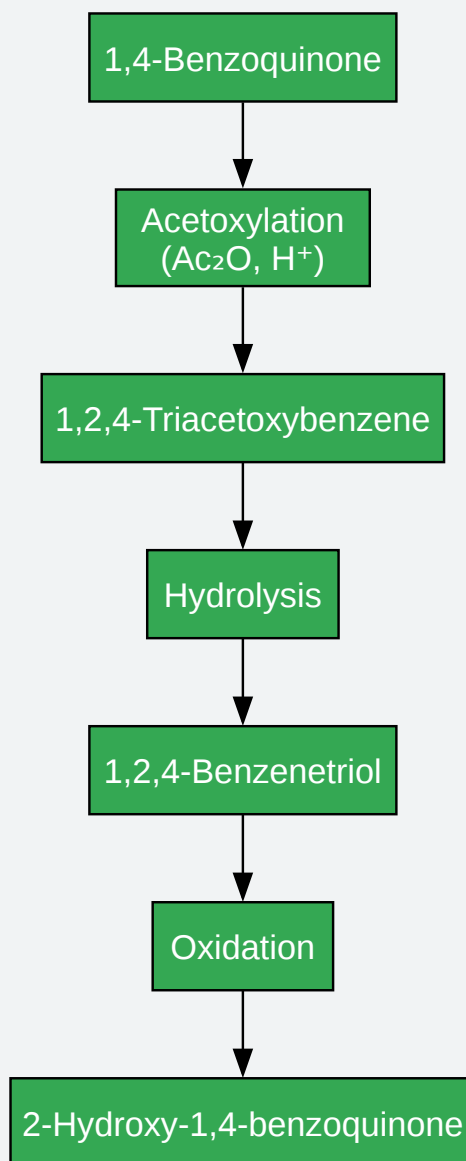 1,4-Benzoquinone
Acetoxylation
(Ac₂O, H⁺)
1,2,4-Triacetoxybenzene
Hydrolysis
1,2,4-Benzenetriol
Oxidation
2-Hydroxy-1,4-benzoquinone